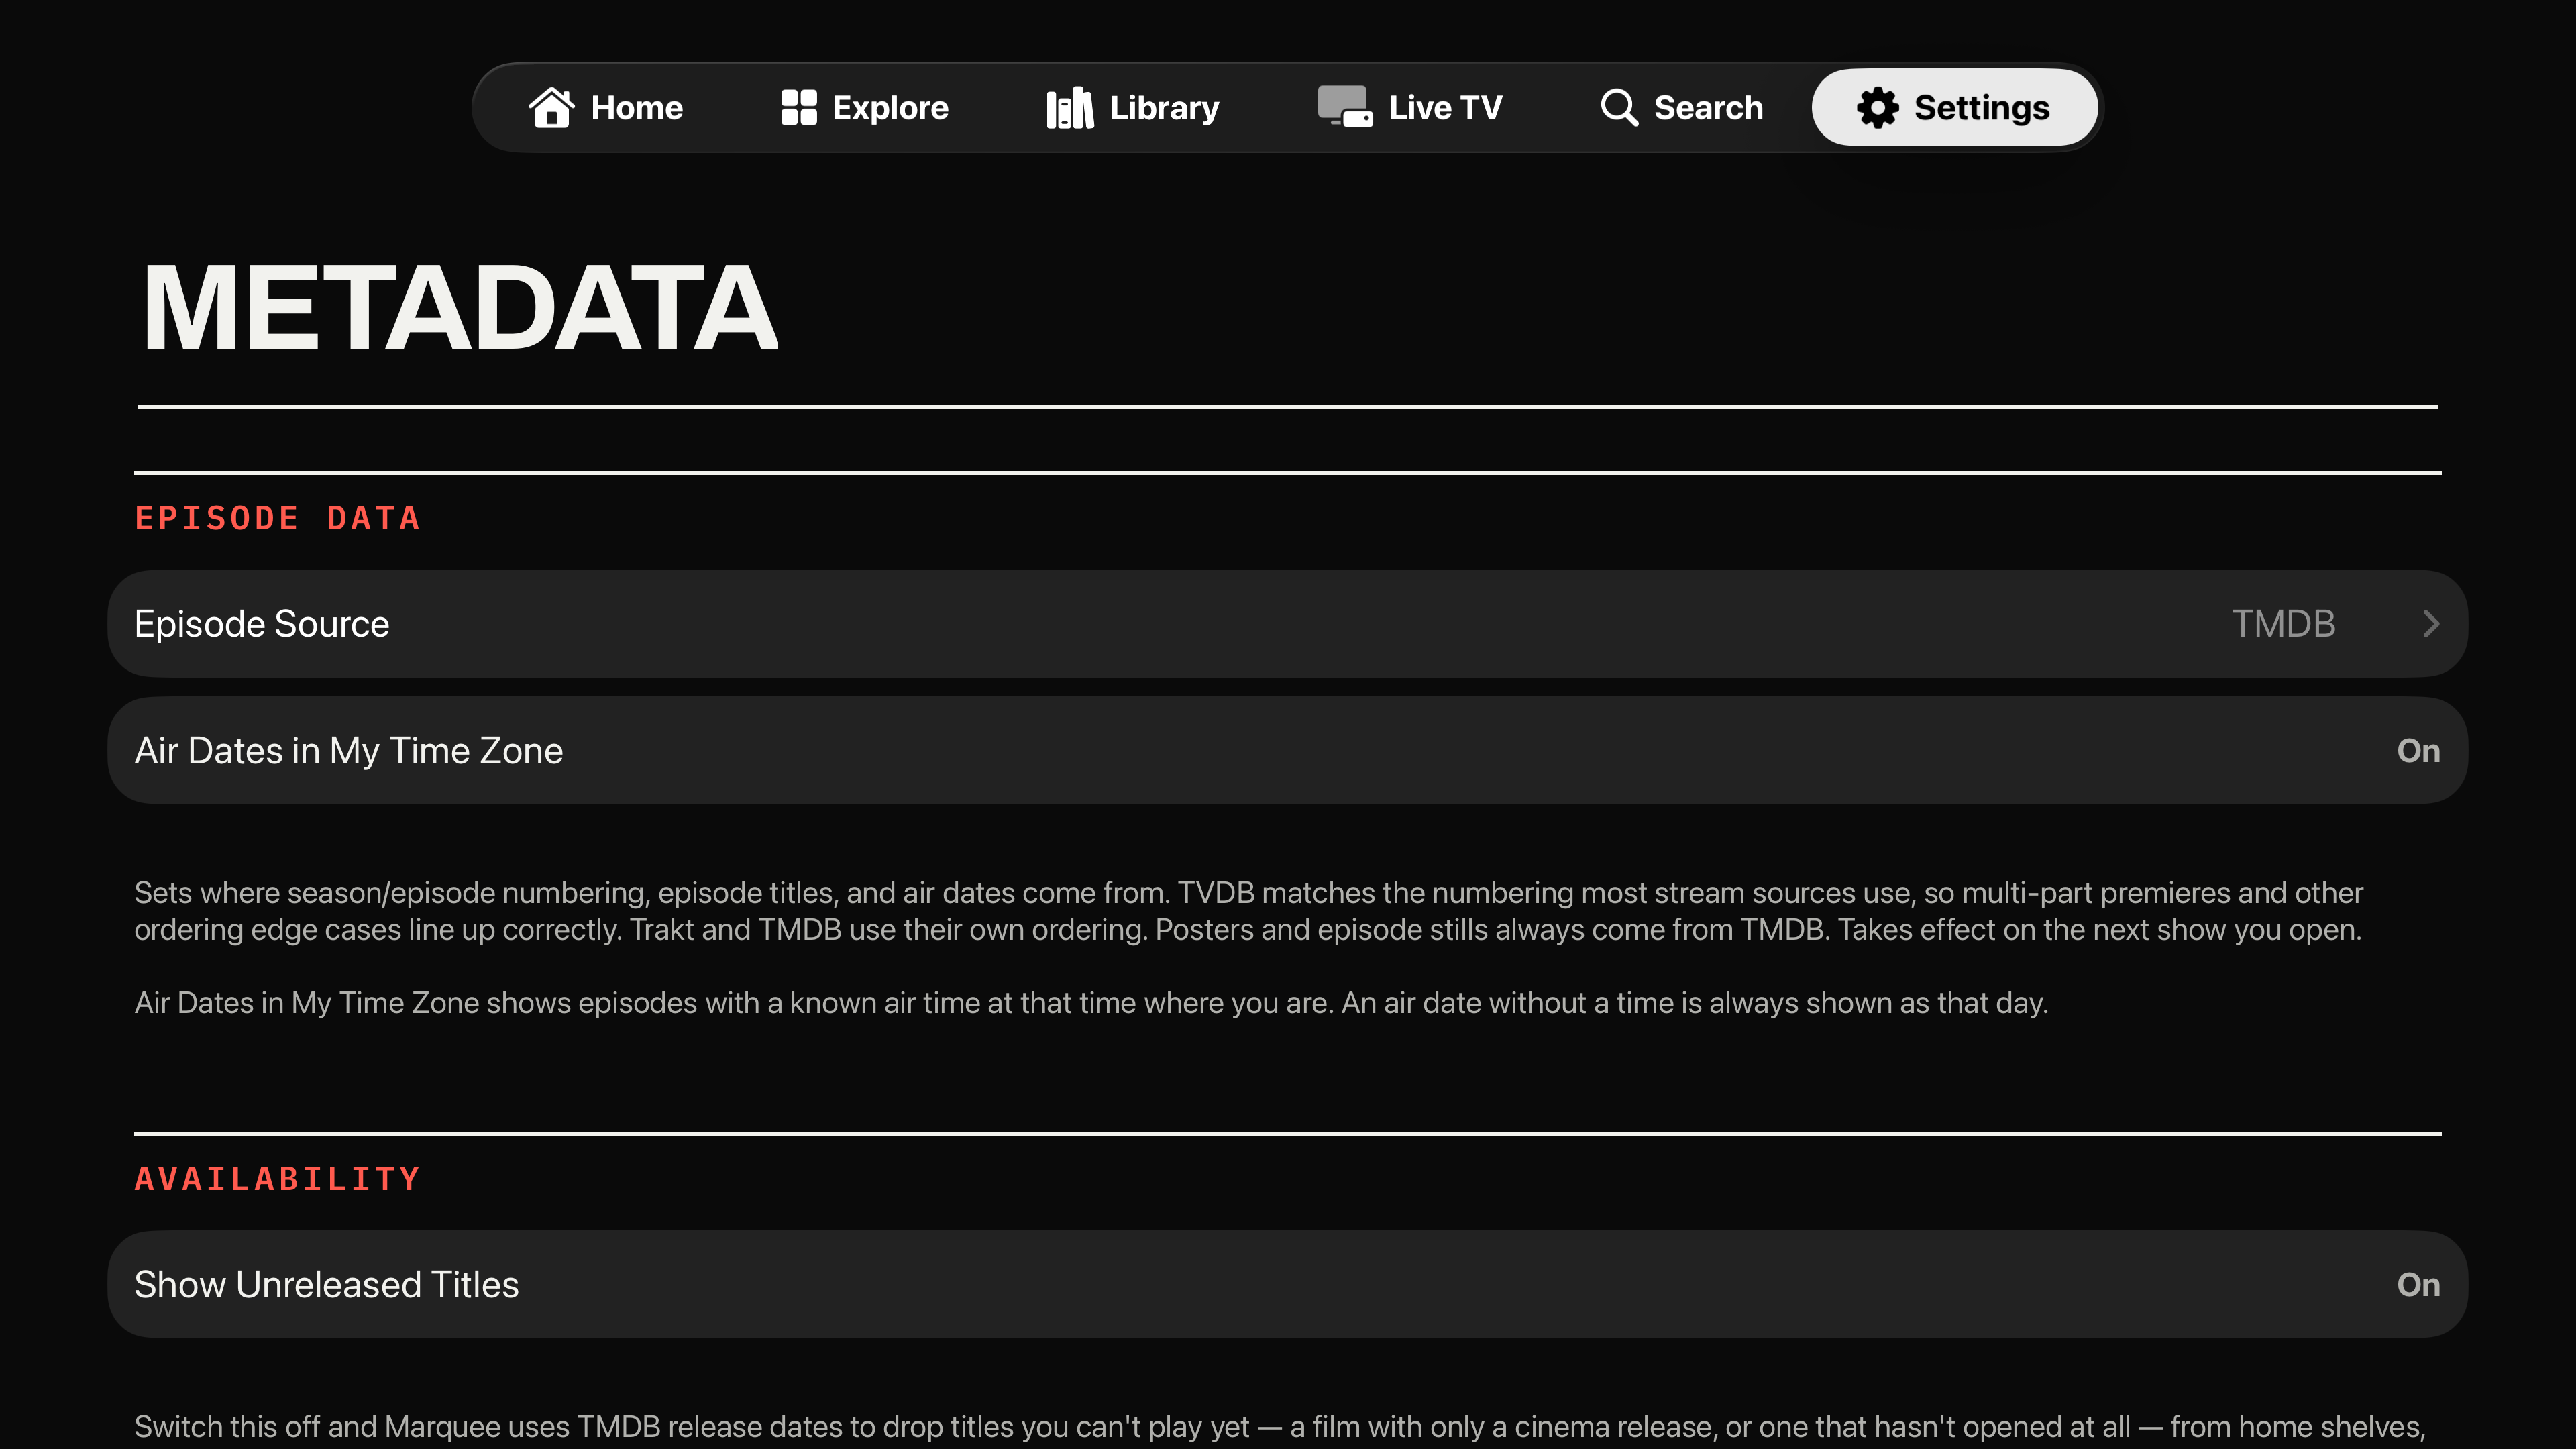 Home
Explore
Library
Live TV
Search
Settings
METADATA
EPISODE DATA
Episode Source
TMDB
Air Dates in My Time Zone
On
Sets where season/episode numbering, episode titles, and air dates come from. TVDB matches the numbering most stream sources use, so multi-part premieres and other
ordering edge cases line up correctly. Trakt and TMDB use their own ordering. Posters and episode stills always come from TMDB. Takes effect on the next show you open.
Air Dates in My Time Zone shows episodes with a known air time at that time where you are. An air date without a time is always shown as that day.
AVAILABILITY
Show Unreleased Titles
On
Switch this off and Marquee uses TMDB release dates to drop titles you can't play yet — a film with only a cinema release, or one that hasn't opened at all — from home shelves,